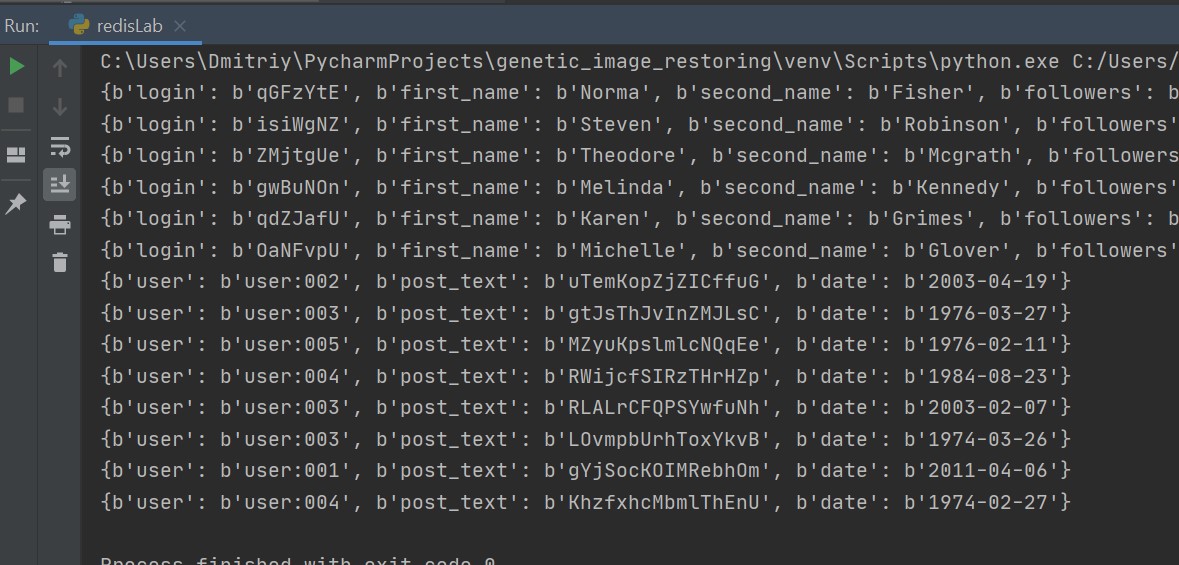 Run: redisLab
C:\Users\Dmitriy\PycharmProjects\genetic_image_restoring\venv\Scripts\python.exe C:/Users/
{b'login': b'qGFzYtE', b'first_name': b'Norma', b'second_name': b'Fisher', b'followers': b
{b'login': b'isiWgNZ', b'first_name': b'Steven', b'second_name': b'Robinson', b'followers'
{b'login': b'ZMjtgUe', b'first_name': b'Theodore', b'second_name': b'Mcgrath', b'followers
{b'login': b'gwBuNOn', b'first_name': b'Melinda', b'second_name': b'Kennedy', b'followers'
{b'login': b'qdZJafU', b'first_name': b'Karen', b'second_name': b'Grimes', b'followers': b
{b'login': b'OaNFvpU', b'first_name': b'Michelle', b'second_name': b'Glover', b'followers'
{b'user': b'user:002', b'post_text': b'uTemKopZjZICffuG', b'date': b'2003-04-19'}
{b'user': b'user:003', b'post_text': b'gtJsThJvInZMJLsC', b'date': b'1976-03-27'}
{b'user': b'user:005', b'post_text': b'MZyuKpslmlcNQqEe', b'date': b'1976-02-11'}
{b'user': b'user:004', b'post_text': b'RWijcfSIRzTHrHZp', b'date': b'1984-08-23'}
{b'user': b'user:003', b'post_text': b'RLALrCFQPSYwfuNh', b'date': b'2003-02-07'}
{b'user': b'user:003', b'post_text': b'LOvmpbUrhToxYkvB', b'date': b'1974-03-26'}
{b'user': b'user:001', b'post_text': b'gYjSocKOIMRebhOm', b'date': b'2011-04-06'}
{b'user': b'user:004', b'post_text': b'KhzfxhcMbmlThEnU', b'date': b'1974-02-27'}
Process finished with exit code 0